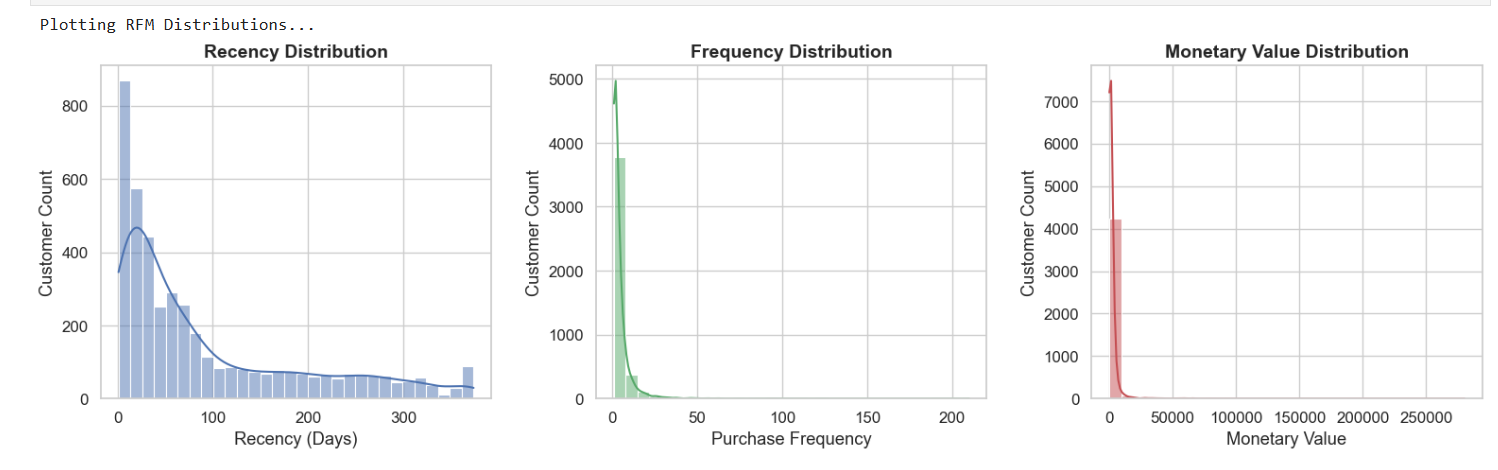 Plotting RFM Distributions...
Recency Distribution
800
600
400
200
0
Customer Count
0 100 200 300
Recency (Days)
Frequency Distribution
5000
4000
3000
2000
1000
0
Customer Count
0 50 100 150 200
Purchase Frequency
Monetary Value Distribution
7000
6000
5000
4000
3000
2000
1000
0
Customer Count
0 50000 100000 150000 200000 250000
Monetary Value